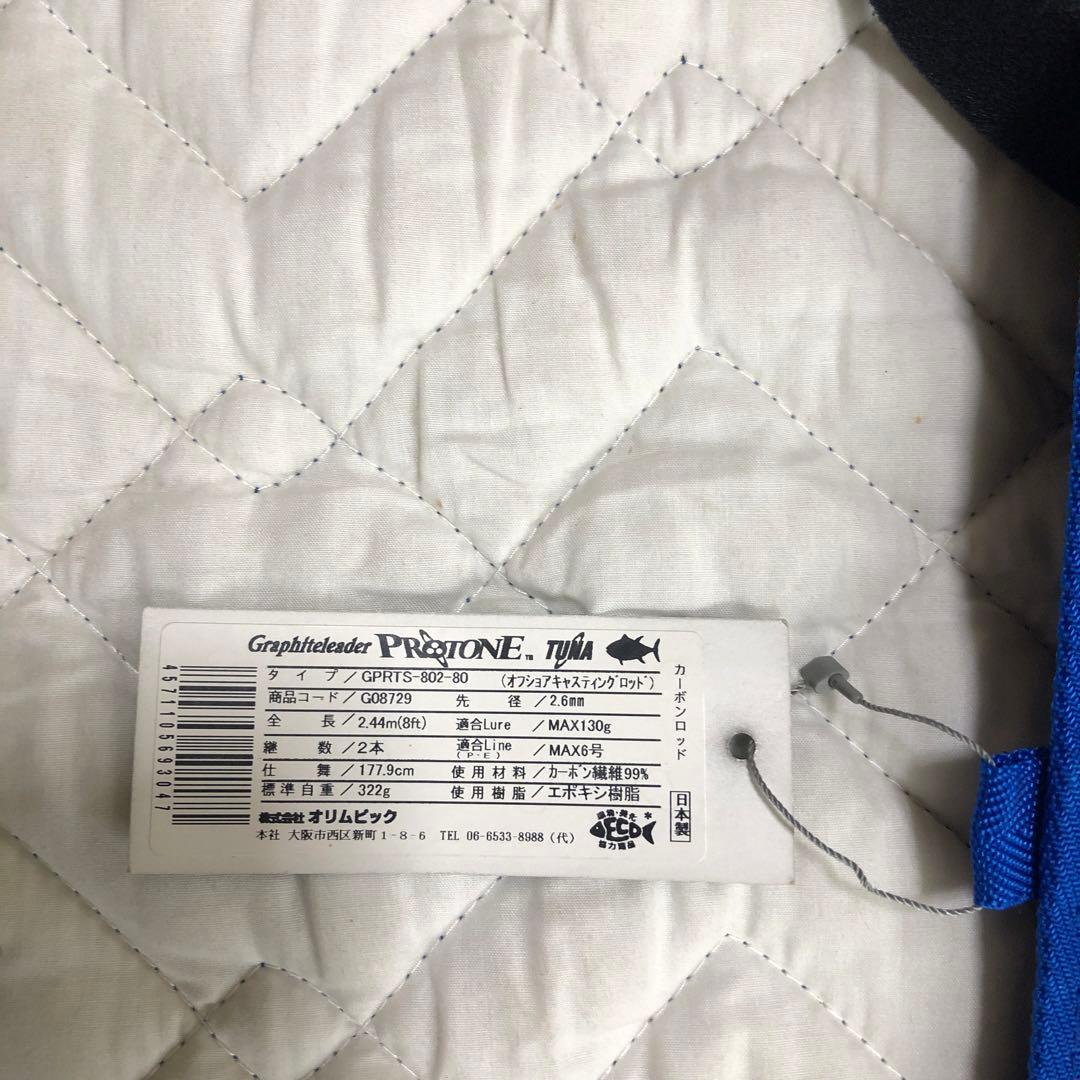 Graphiteleader PROTONE™ TUNA
タイプ/GPRTS-802-80 (オフショアキャスティングロッド)
商品コード/G08729 先径/2.6mm
全長/2.44m(8ft) 適合Lure/MAX130g
継数/2本 適合Line(P·E)/MAX6号
仕舞/177.9cm 使用材料/カーボン繊維99%
標準自重/322g 使用樹脂/エポキシ樹脂
株式会社オリムピック
本社 大阪市西区新町1-8-6 TEL 06-6533-8988(代)
カーボンロッド
日本製
ECO
協力商品
4571105693047